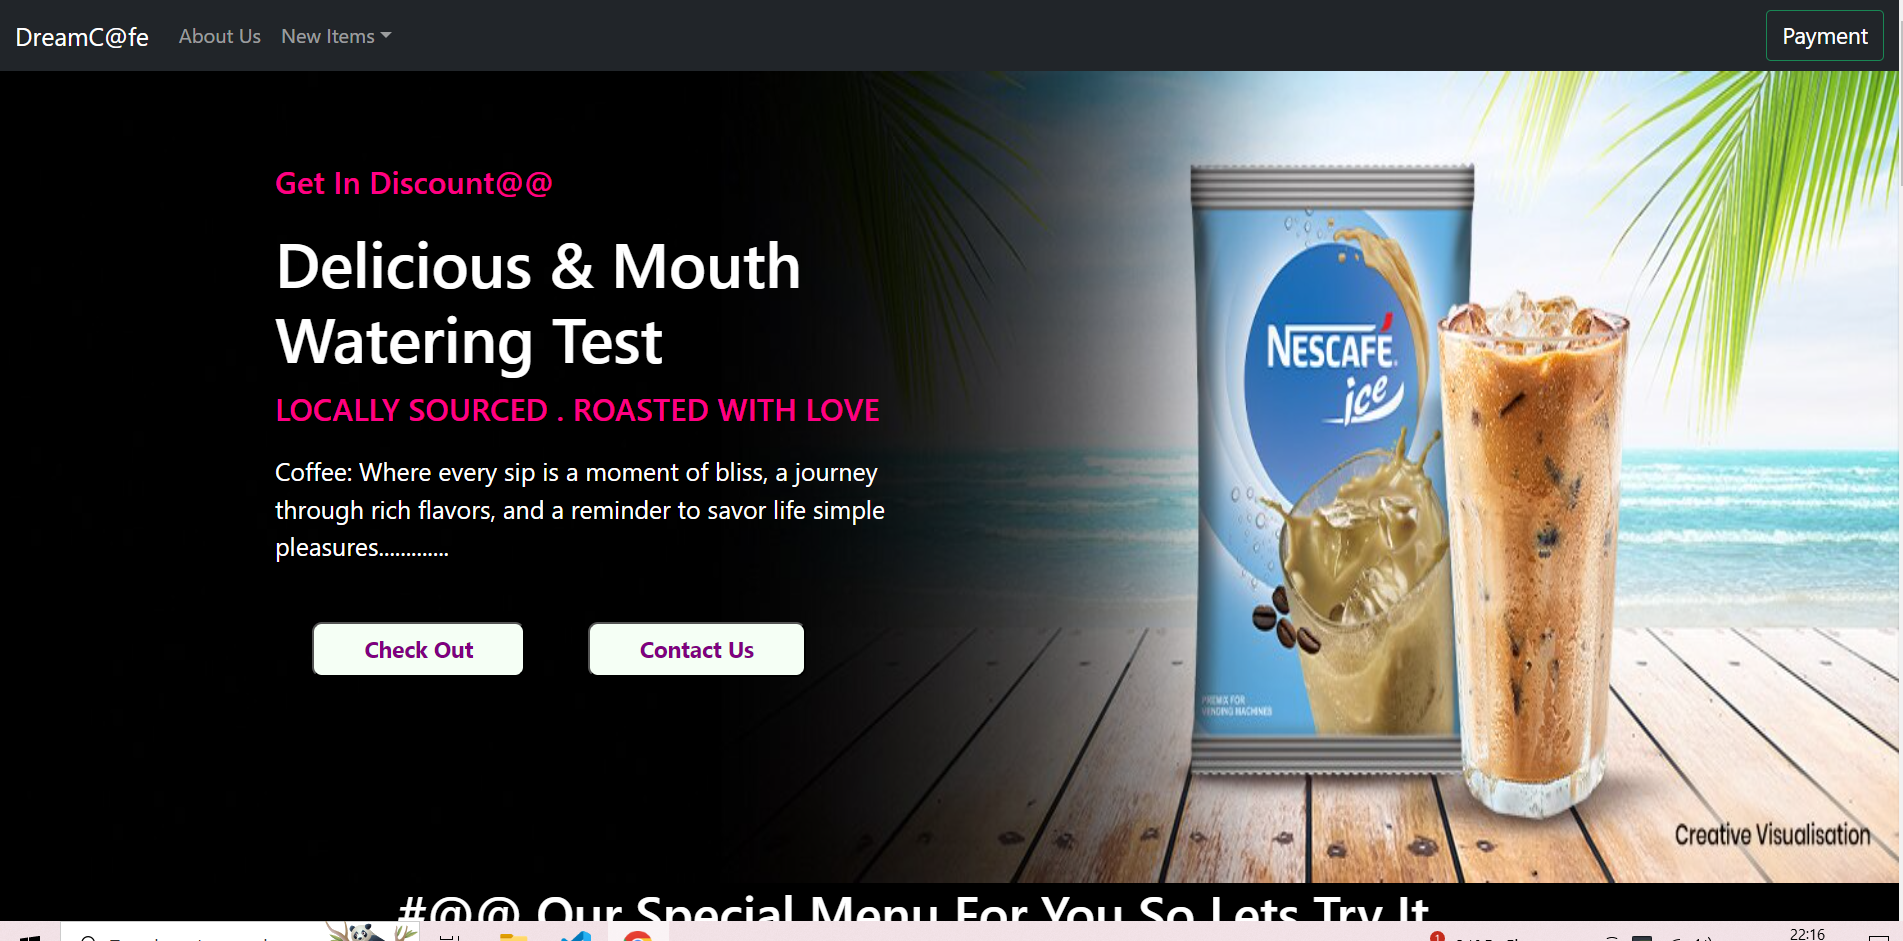 DreamC@fe About Us New Items Payment
Get In Discount@@
Delicious & Mouth
Watering Test
LOCALLY SOURCED . ROASTED WITH LOVE
Coffee: Where every sip is a moment of bliss, a journey
through rich flavors, and a reminder to savor life simple
pleasures.............
Check Out Contact Us
NESCAFÉ
ice
PREMIX FOR
VENDING MACHINES
Creative Visualisation
#@@ Our Special Menu For You So Lets Try It
22:16